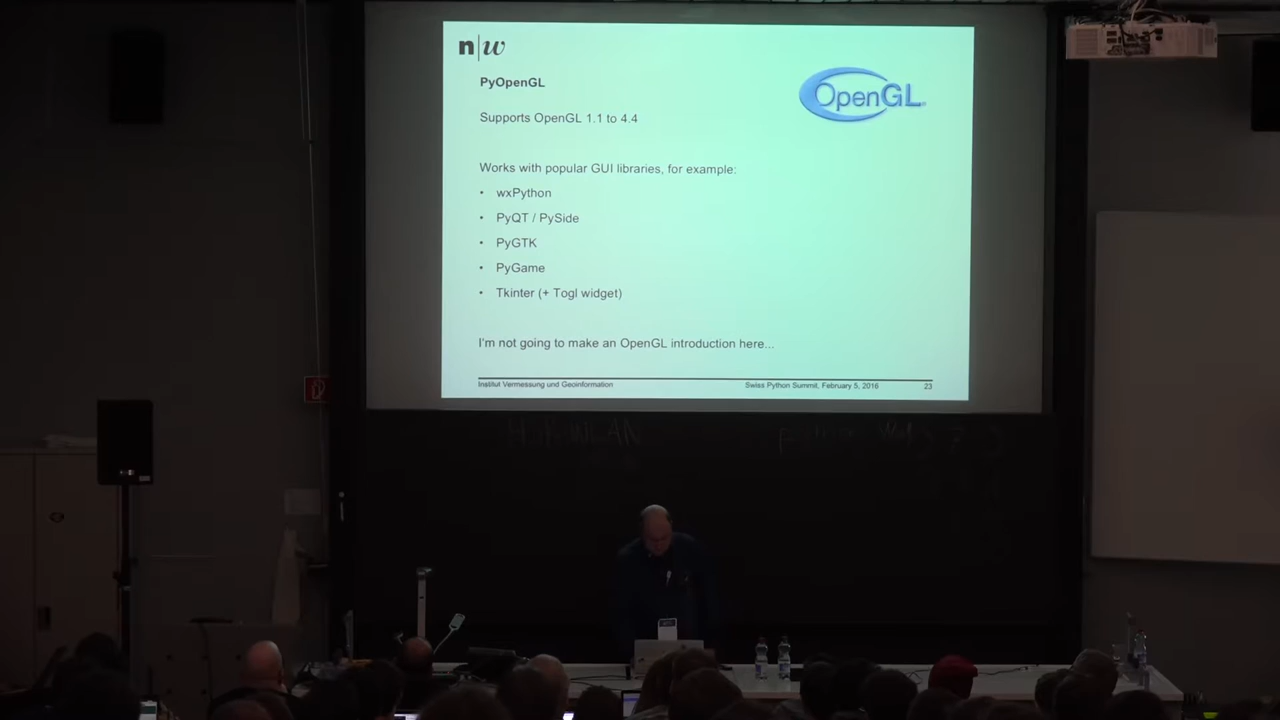 n|w
PyOpenGL
OpenGL
Supports OpenGL 1.1 to 4.4
Works with popular GUI libraries, for example:
• wxPython
• PyQT / PySide
• PyGTK
• PyGame
• Tkinter (+ Togl widget)
I'm not going to make an OpenGL introduction here...
Institut Vermessung und Geoinformation
Swiss Python Summit, February 5, 2016
23